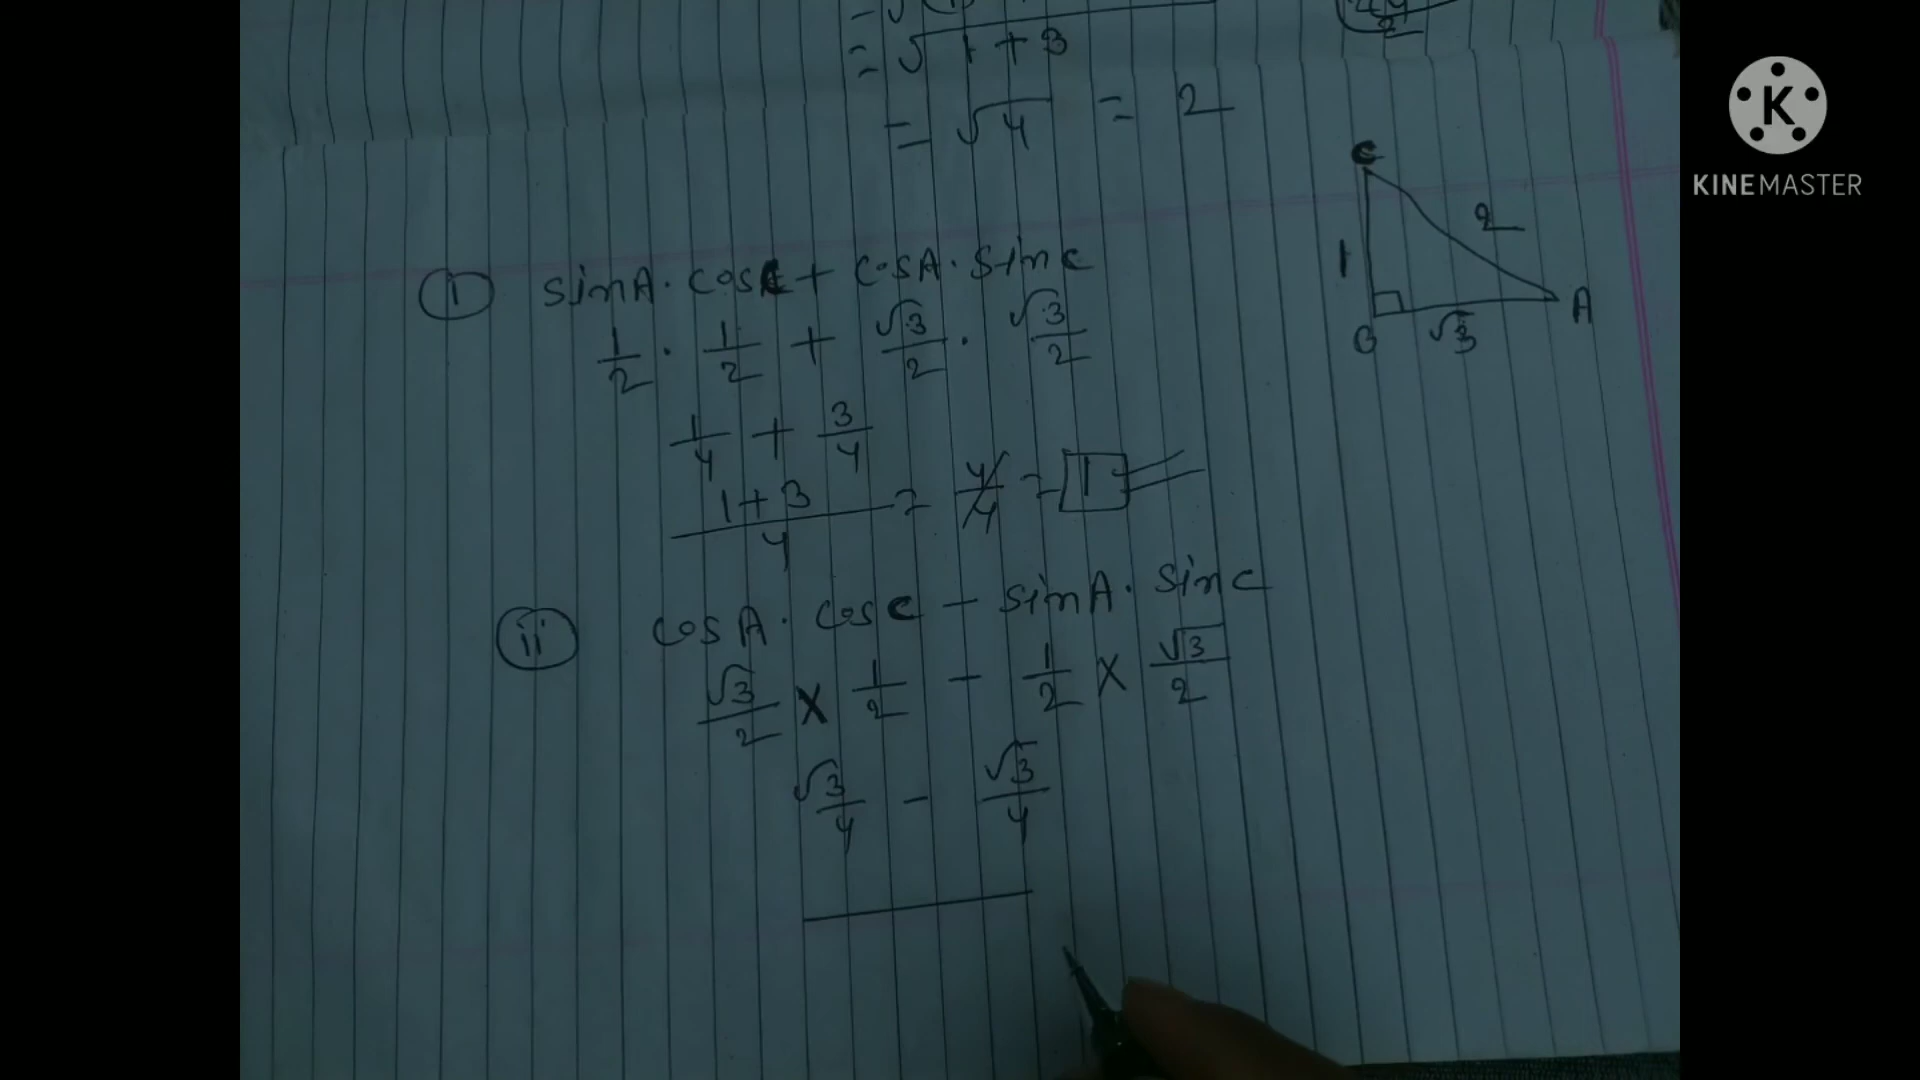 = √1+3
= √4 = 2
C
2
1
B √3 A
(i) sinA. cosC + cosA. sinc
1/2 . 1/2 + √3/2 . √3/2
1/4 + 3/4
1+3/4 = 4/4 = 1
(ii) cosA. cosC - sinA. sinc
√3/2 × 1/2 - 1/2 × √3/2
√3/4 - √3/4
K
KINEMASTER